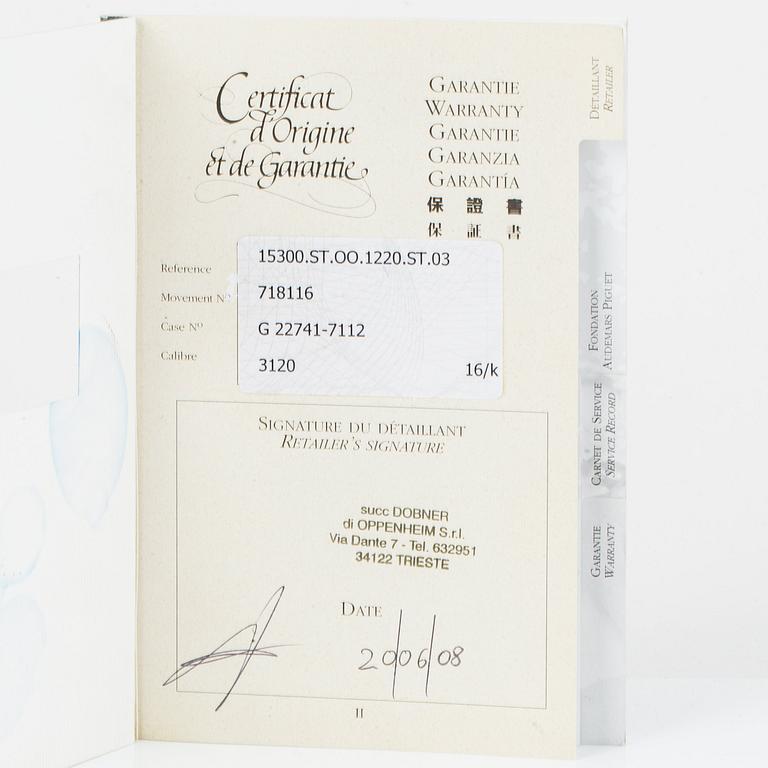 Certificat
d'Origine
et de Garantie
GARANTIE
WARRANTY
GARANTIE
GARANZIA
GARANTÍA
保 證 書
保 証 書
Reference
15300.ST.OO.1220.ST.03
Movement Nº
718116
Case Nº
G 22741-7112
Calibre
3120
16/k
SIGNATURE DU DÉTAILLANT
RETAILER'S SIGNATURE
succ DOBNER
di OPPENHEIM S.r.l.
Via Dante 7 - Tel. 632951
34122 TRIESTE
DATE
20/06/08
II
DÉTAILLANT
RETAILER
FONDATION
AUDEMARS PIGUET
CARNET DE SERVICE
SERVICE RECORD
GARANTIE
WARRANTY